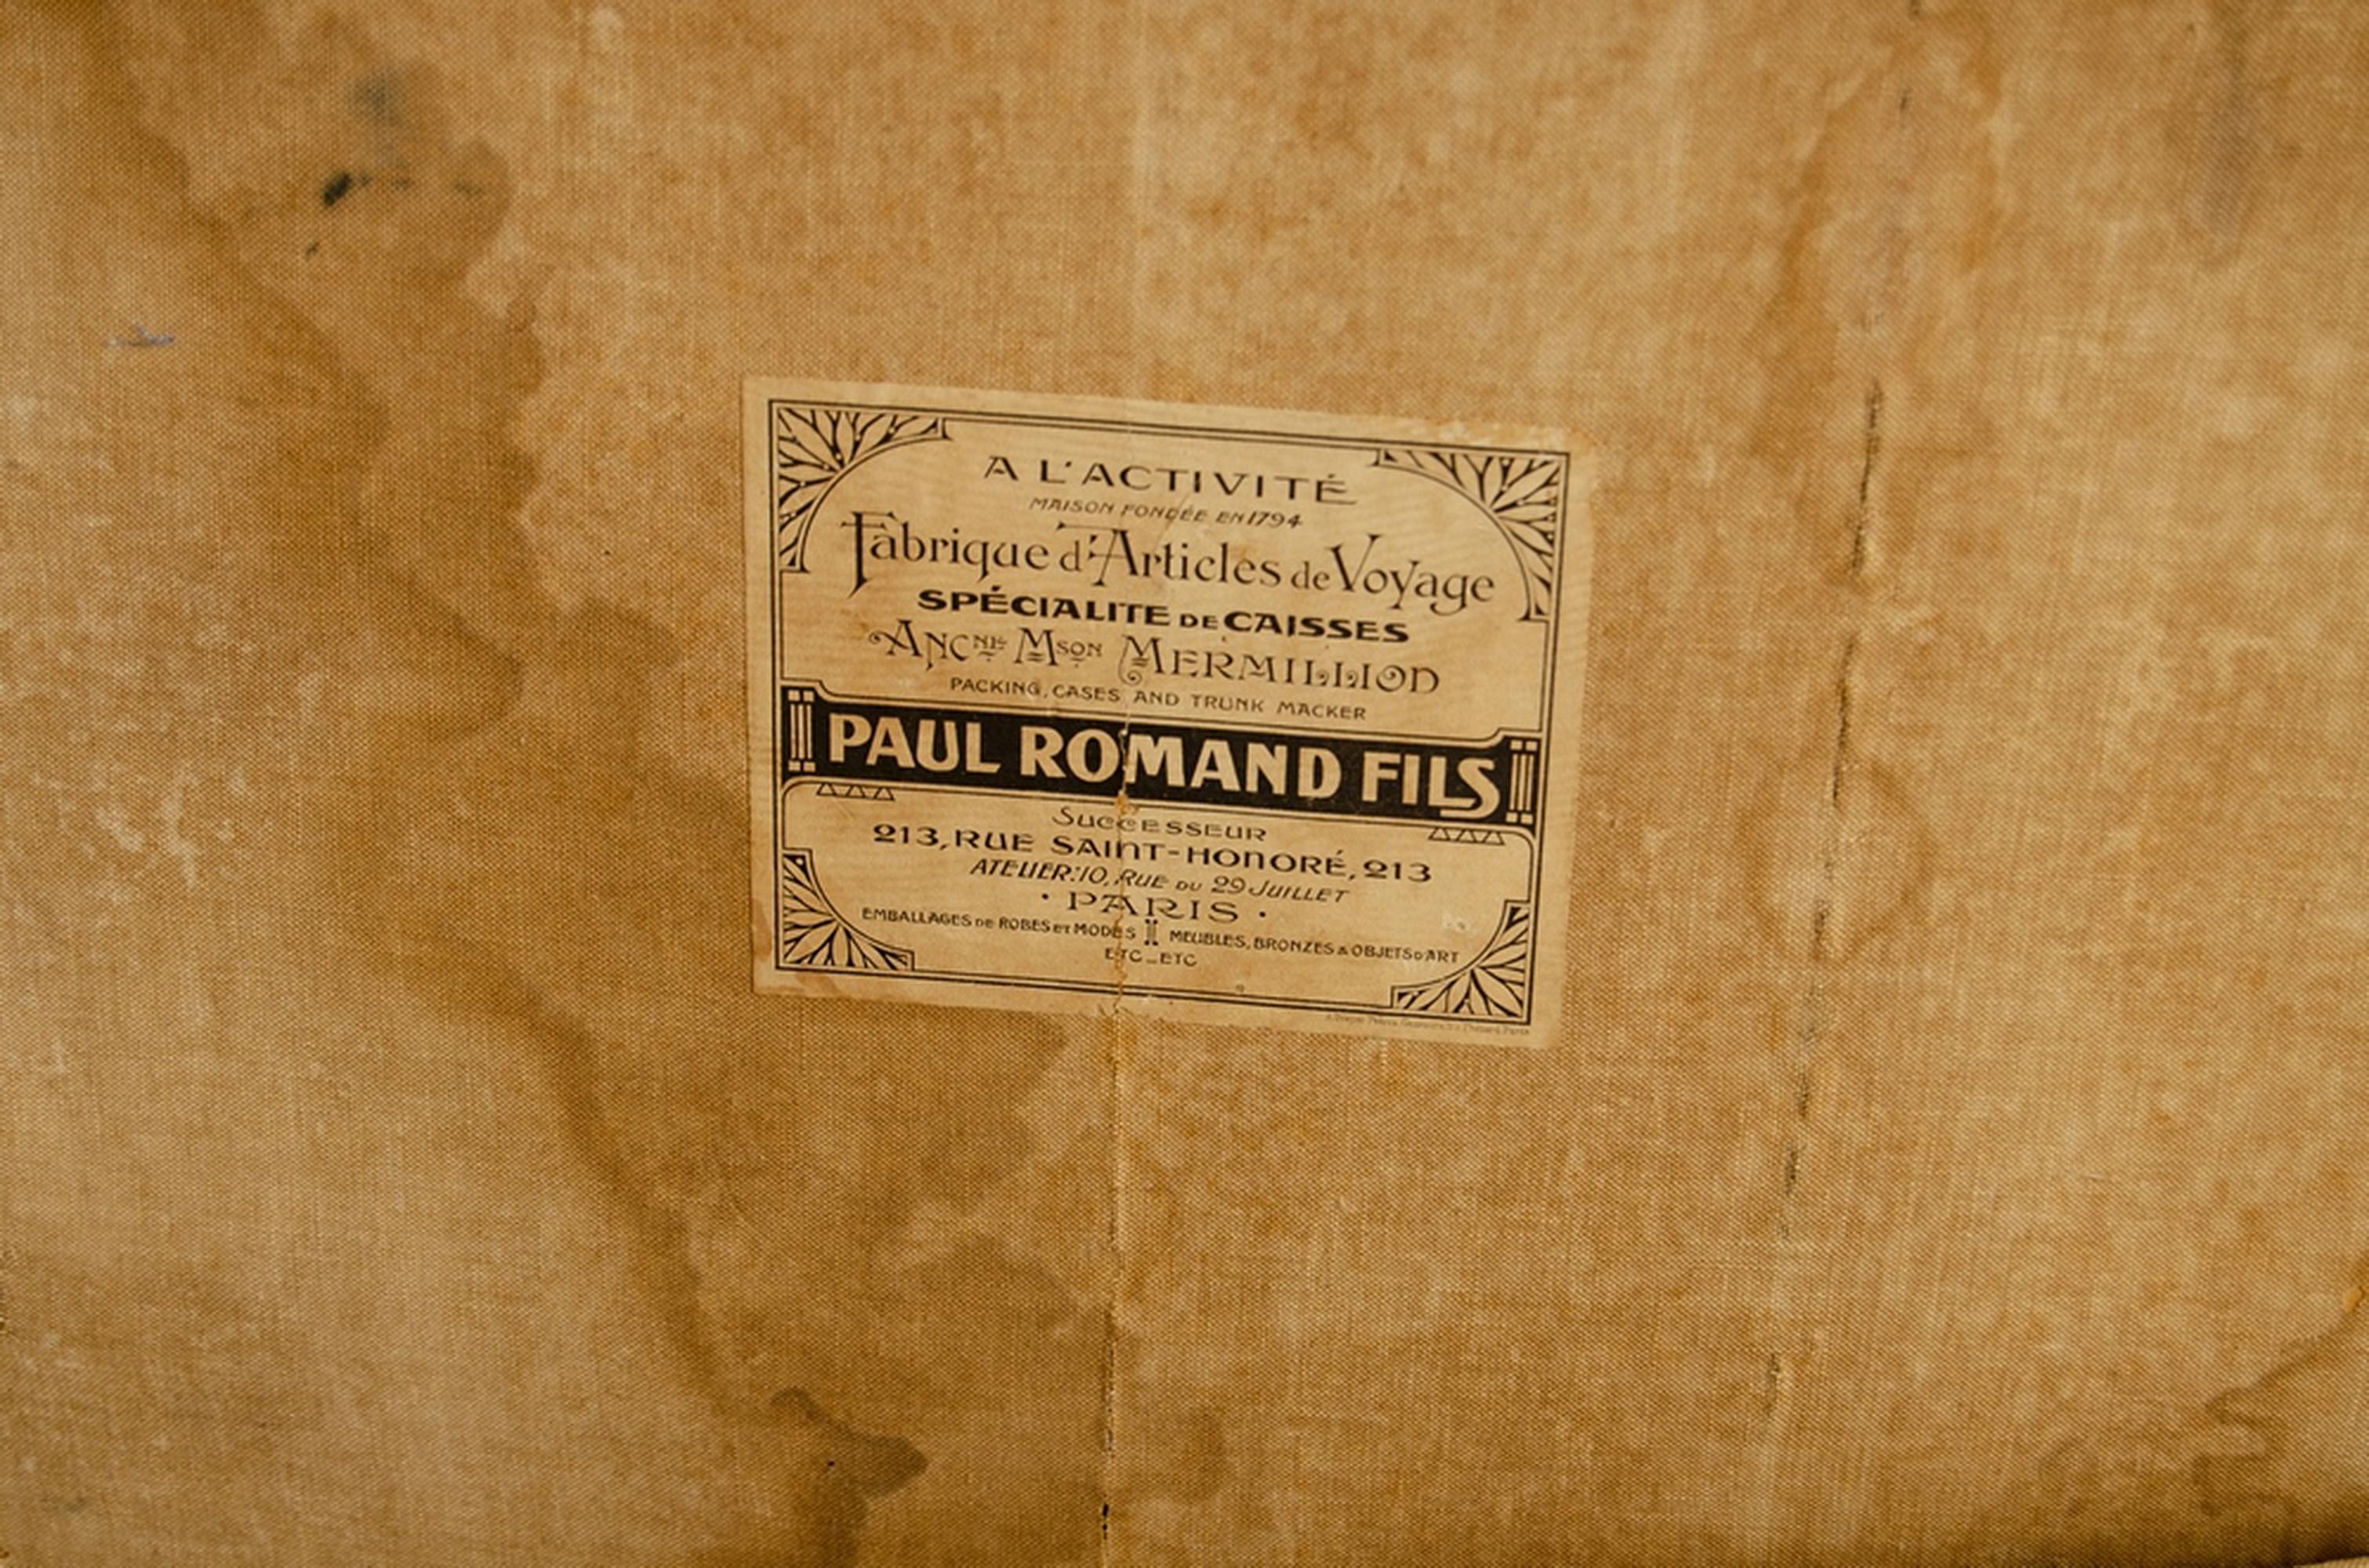 A L'ACTIVITÉ
MAISON FONDÉE EN 1794
Fabrique d'Articles de Voyage
SPÉCIALITE DE CAISSES
ANCNE MSON MERMILLIOD
PACKING, CASES AND TRUNK MACKER
PAUL ROMAND FILS
SUCCESSEUR
213, RUE SAINT-HONORÉ, 213
ATELIER: 10, RUE DU 29 JUILLET
· PARIS ·
EMBALLAGES DE ROBES ET MODES MEUBLES, BRONZES & OBJETS D'ART
ETC_ETC